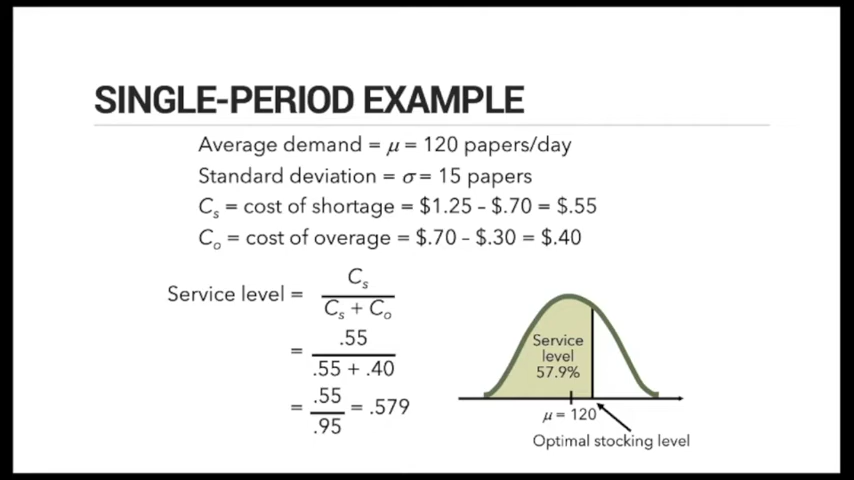 SINGLE-PERIOD EXAMPLE
Average demand = μ = 120 papers/day
Standard deviation = σ = 15 papers
Cs = cost of shortage = $1.25 – $.70 = $.55
Co = cost of overage = $.70 – $.30 = $.40
Service level = Cs / Cs + Co
= .55 / .55 + .40
= .55 / .95 = .579
Service
level
57.9%
μ = 120
Optimal stocking level